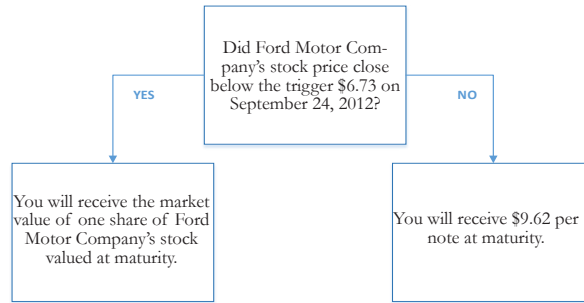 Did Ford Motor Com-
pany's stock price close
below the trigger $6.73 on
September 24, 2012?
YES
NO
You will receive the market
value of one share of Ford
Motor Company's stock
valued at maturity.
You will receive $9.62 per
note at maturity.